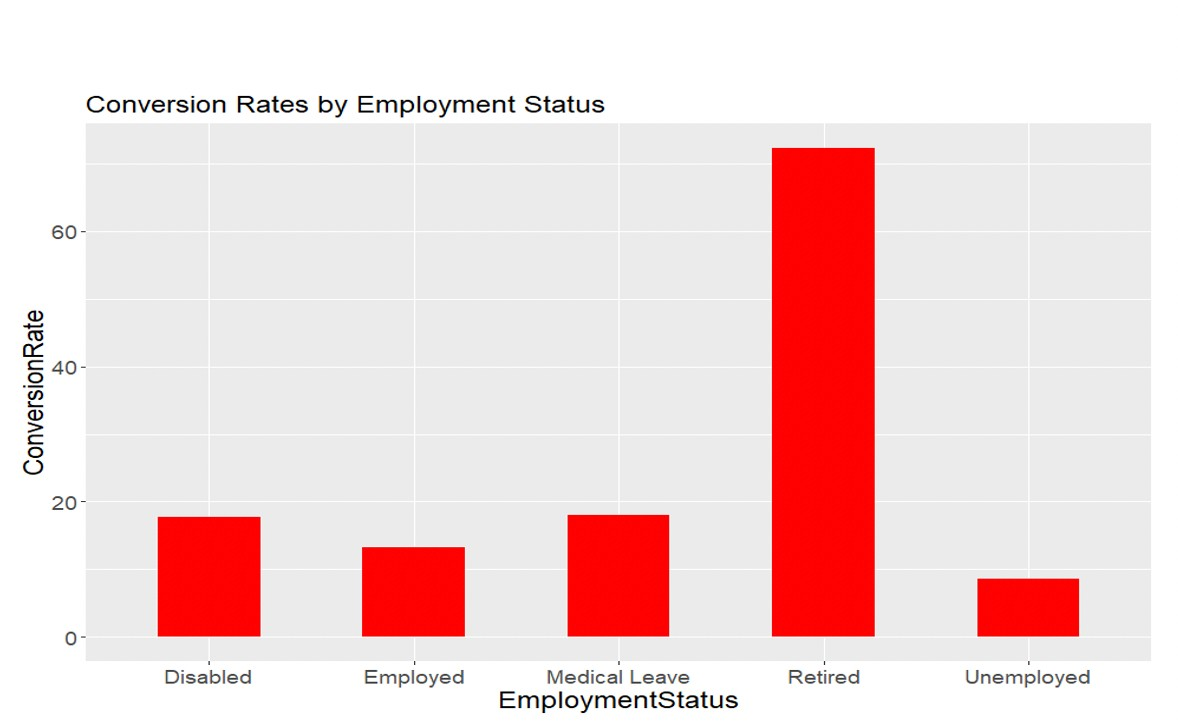 Conversion Rates by Employment Status
ConversionRate
60
40
20
0
Disabled Employed Medical Leave Retired Unemployed
EmploymentStatus